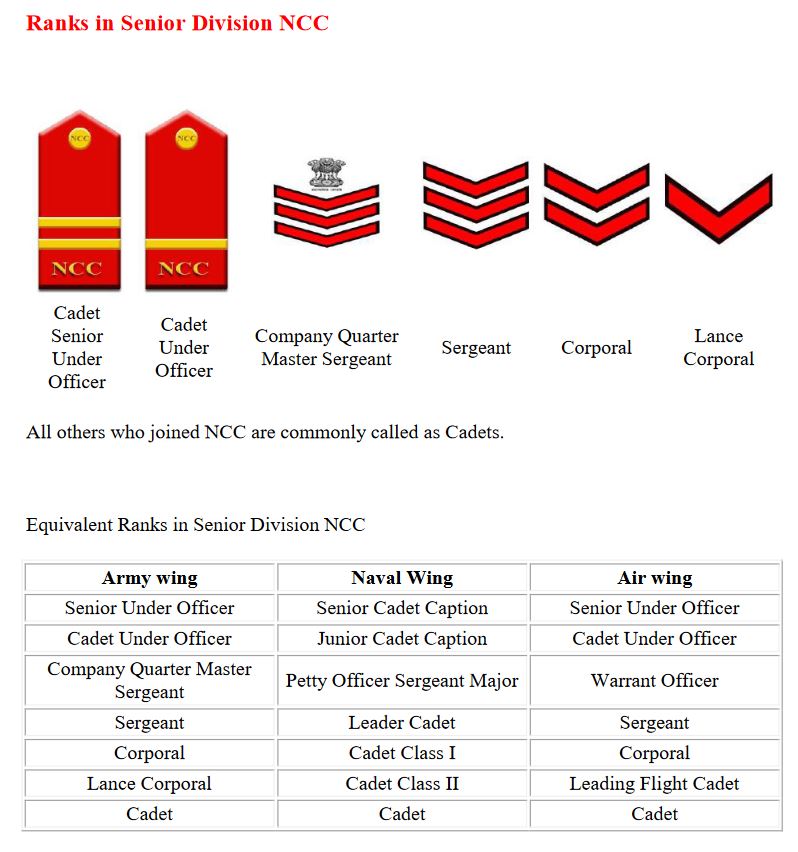 Ranks in Senior Division NCC
NCC
NCC
NCC
NCC
Cadet
Senior
Under
Officer
Cadet
Under
Officer
Company Quarter
Master Sergeant
Sergeant
Corporal
Lance
Corporal
All others who joined NCC are commonly called as Cadets.
Equivalent Ranks in Senior Division NCC
Army wing Naval Wing Air wing
Senior Under Officer Senior Cadet Caption Senior Under Officer
Cadet Under Officer Junior Cadet Caption Cadet Under Officer
Company Quarter Master
Sergeant
Petty Officer Sergeant Major Warrant Officer
Sergeant Leader Cadet Sergeant
Corporal Cadet Class I Corporal
Lance Corporal Cadet Class II Leading Flight Cadet
Cadet Cadet Cadet